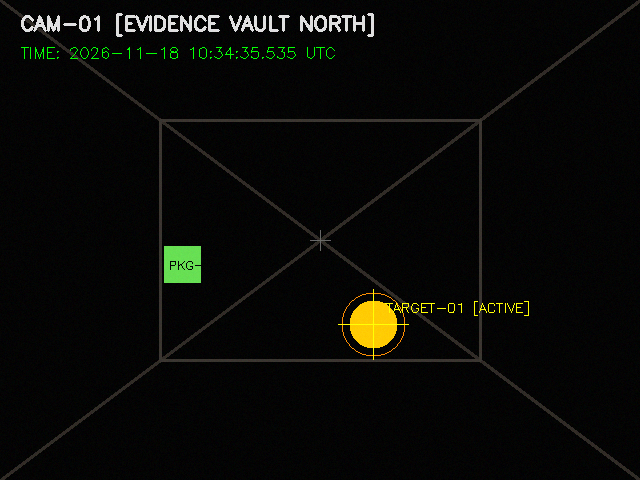 CAM-01 [EVIDENCE VAULT NORTH]
TIME: 2026-11-18 10:34:35.535 UTC
PKG-
TARGET-01 [ACTIVE]